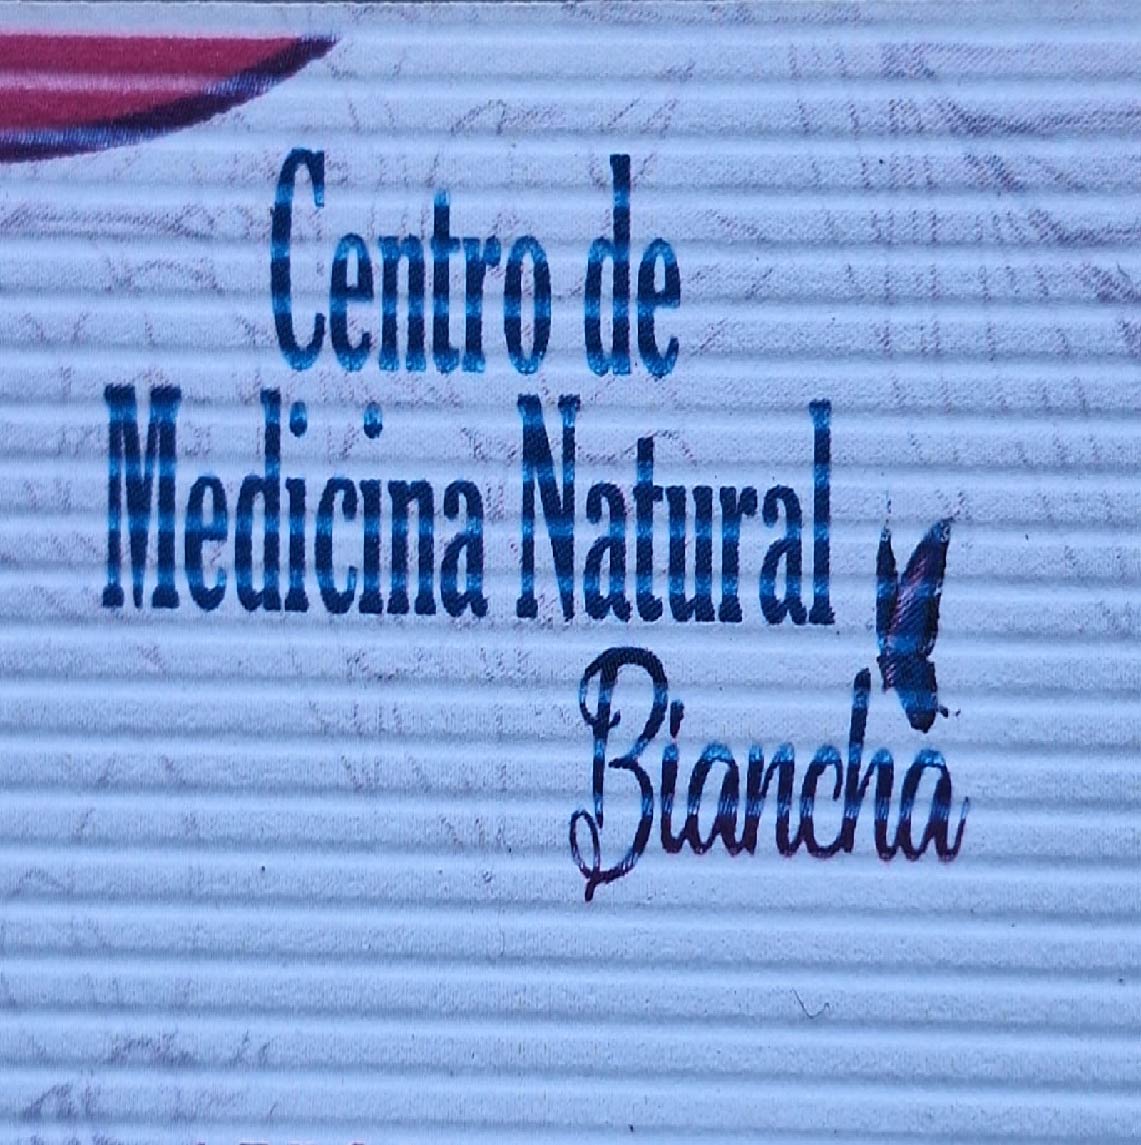 Centro de
Medicina Natural
Biancha